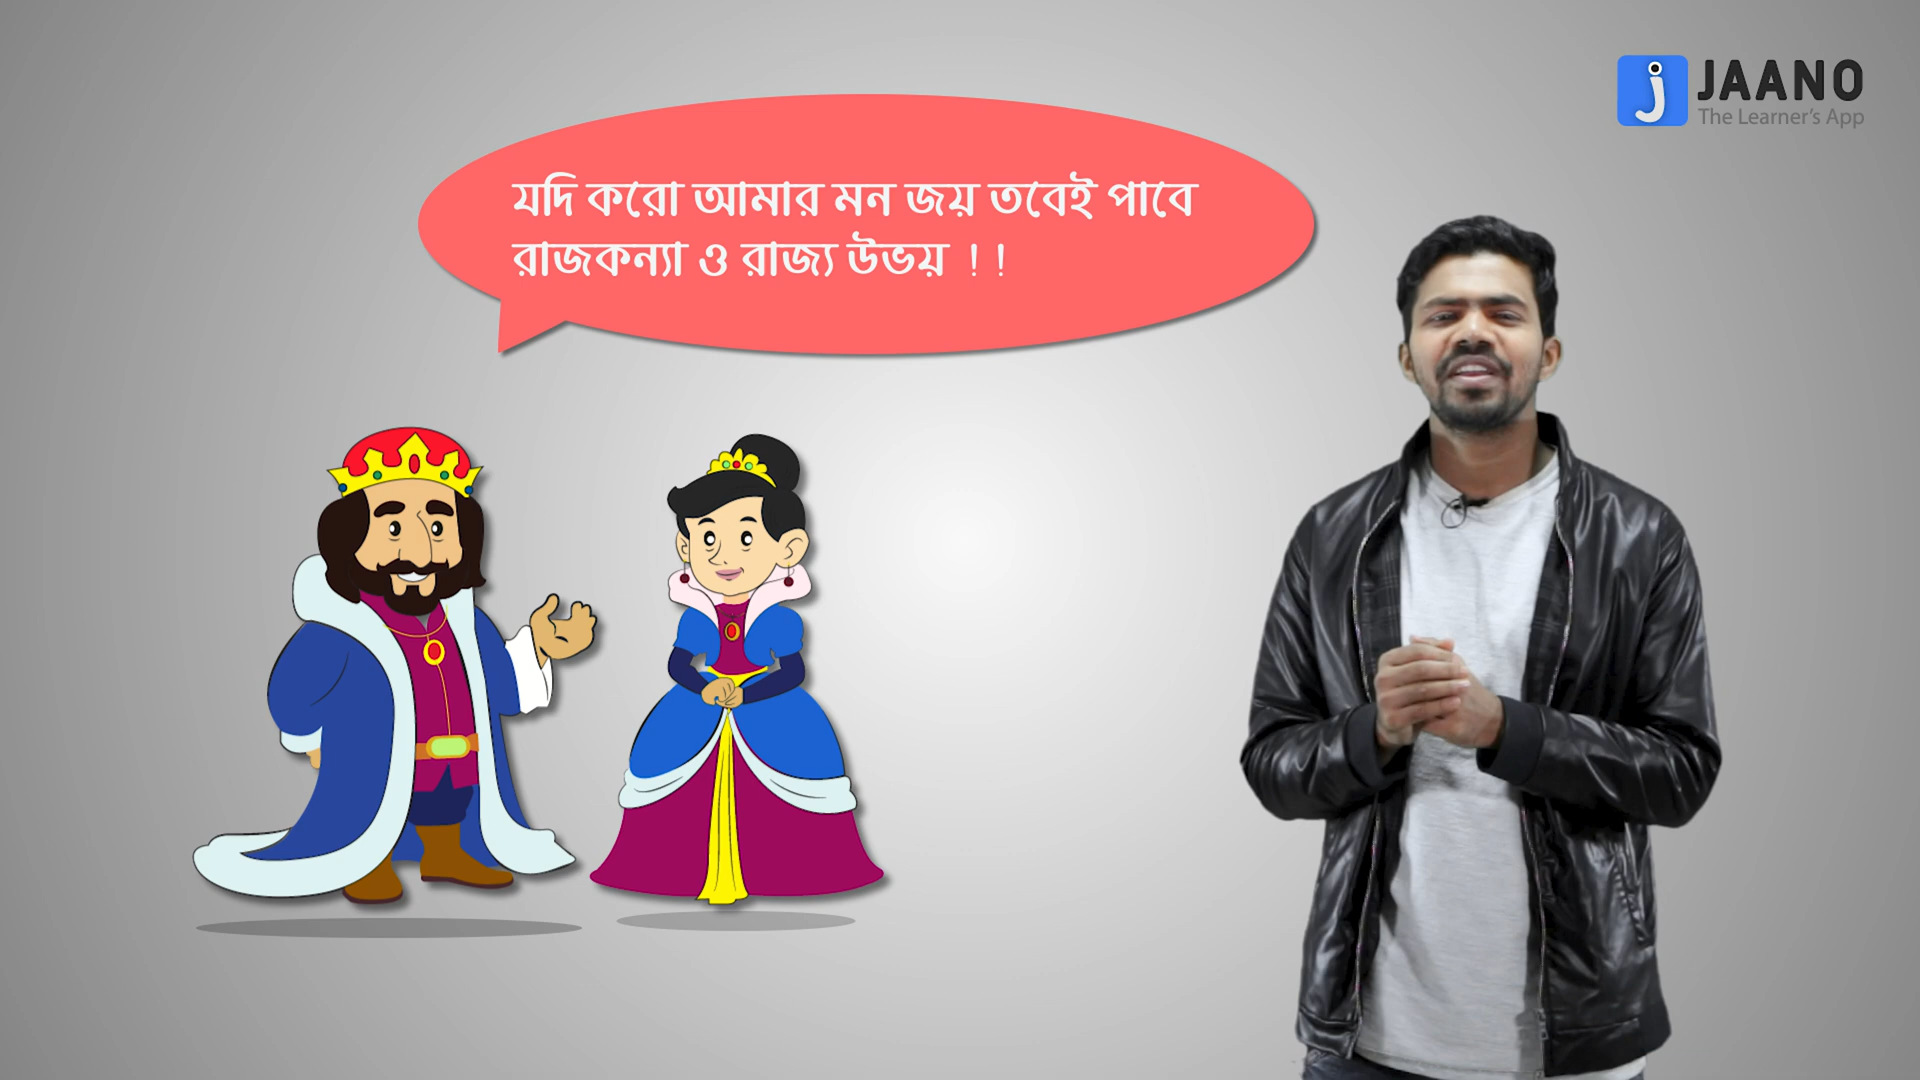 JAANO
The Learner's App
যদি করো আমার মন জয় তবেই পাবে
রাজকন্যা ও রাজ্য উভয় !!